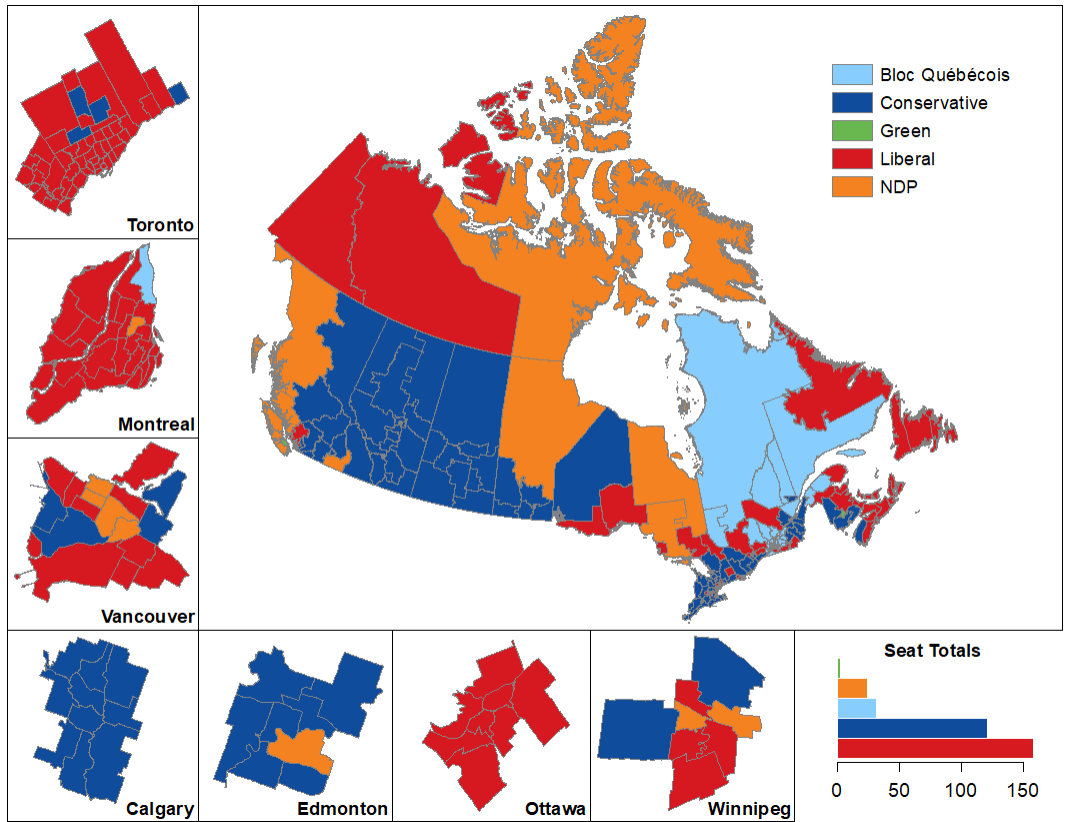 Bloc Québécois
Conservative
Green
Liberal
NDP
Toronto
Montreal
Vancouver
Calgary
Edmonton
Ottawa
Winnipeg
Seat Totals
0 50 100 150